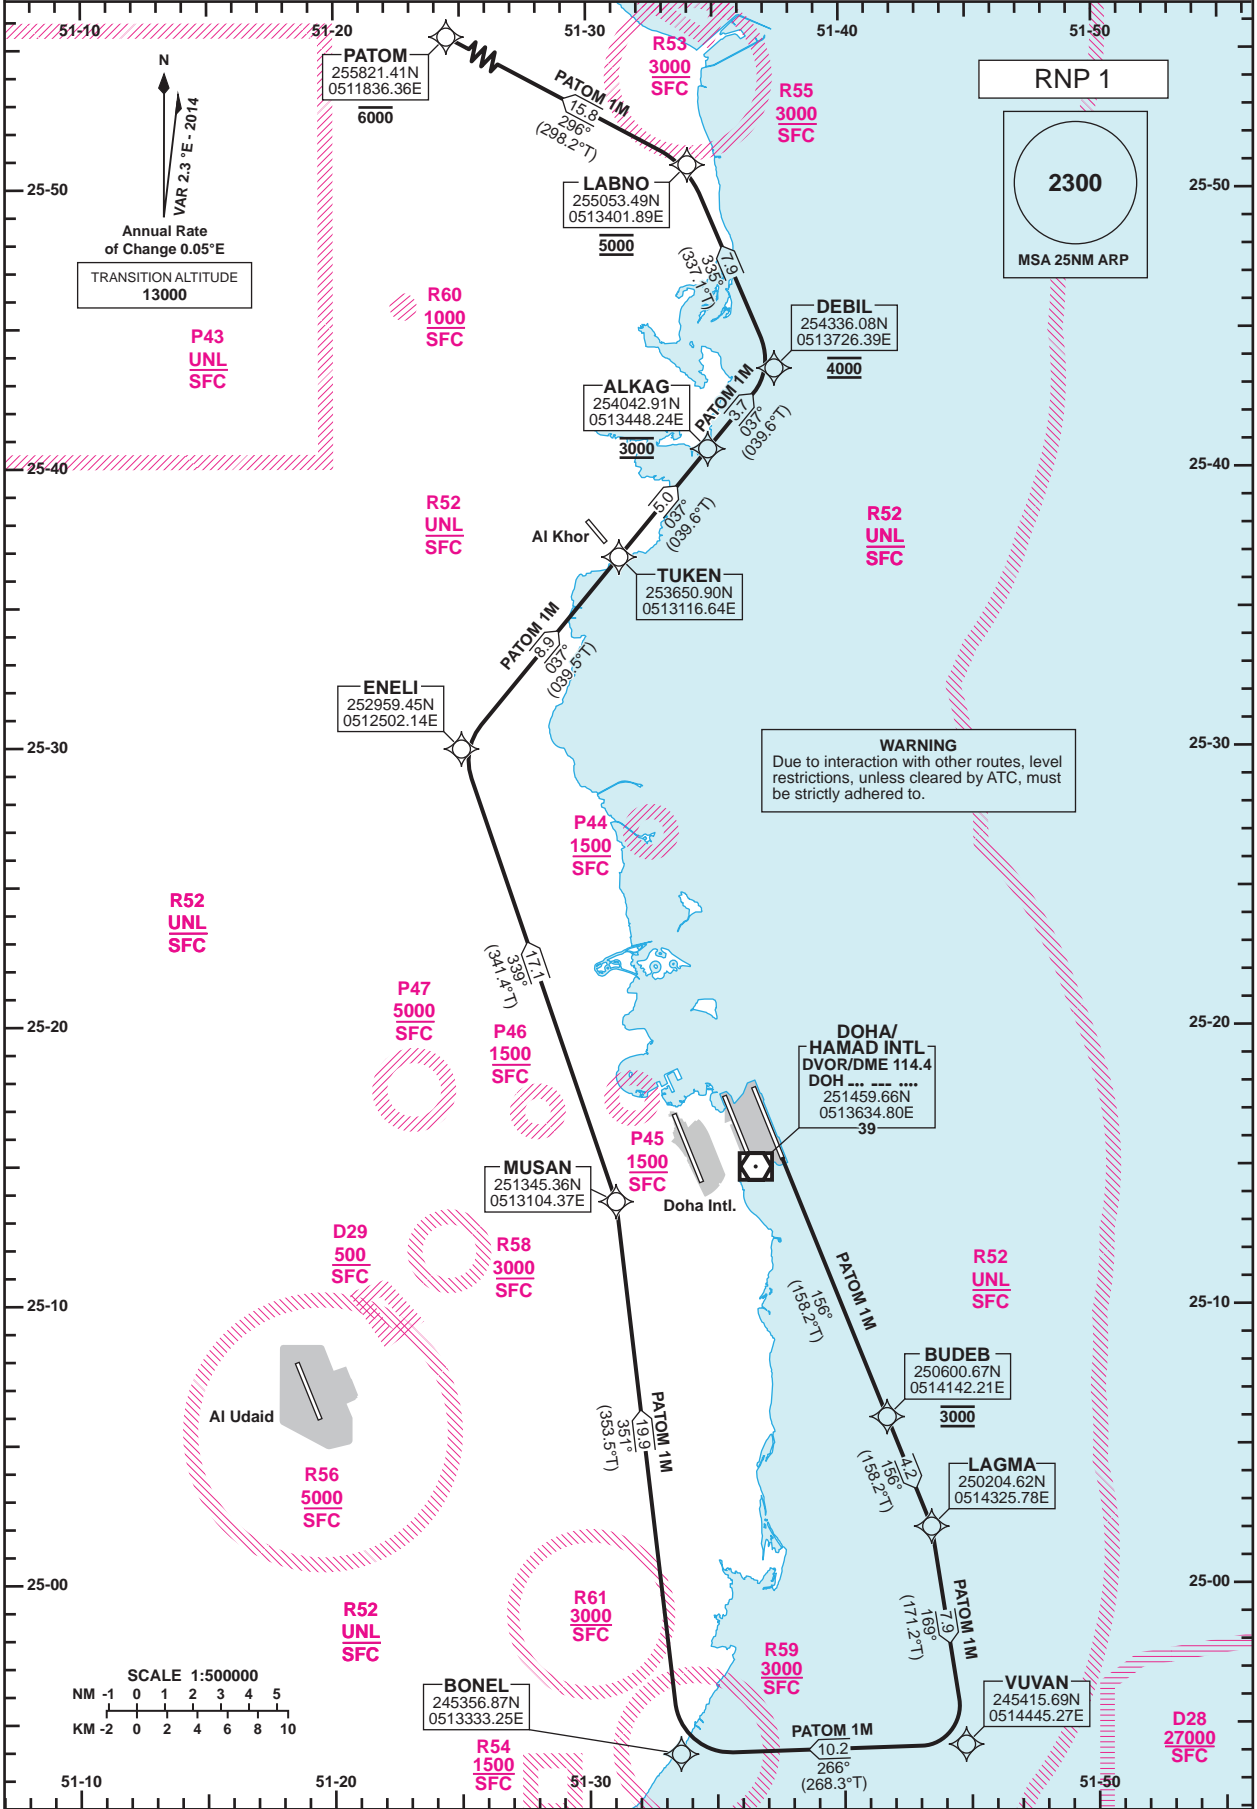 51-10
51-20
51-30
51-40
51-50
N
VAR 2.3 °E - 2014
Annual Rate
of Change 0.05°E
TRANSITION ALTITUDE
13000
PATOM
255821.41N
0511836.36E
6000
PATOM 1M
15.8
296°
(298.2°T)
R53
3000
SFC
R55
3000
SFC
RNP 1
2300
MSA 25NM ARP
25-50
25-50
LABNO
255053.49N
0513401.89E
5000
7.9
335°
(337.1°T)
P43
UNL
SFC
R60
1000
SFC
DEBIL
254336.08N
0513726.39E
4000
ALKAG
254042.91N
0513448.24E
3000
PATOM 1M
3.7
037°
(039.6°T)
25-40
25-40
R52
UNL
SFC
R52
UNL
SFC
5.0
037°
(039.6°T)
Al Khor
TUKEN
253650.90N
0513116.64E
PATOM 1M
8.9
037°
(039.5°T)
ENELI
252959.45N
0512502.14E
25-30
25-30
WARNING
Due to interaction with other routes, level
restrictions, unless cleared by ATC, must
be strictly adhered to.
P44
1500
SFC
R52
UNL
SFC
17.1
339°
(341.4°T)
P47
5000
SFC
P46
1500
SFC
25-20
25-20
DOHA/
HAMAD INTL
DVOR/DME 114.4
DOH
251459.66N
0513634.80E
39
P45
1500
SFC
Doha Intl.
MUSAN
251345.36N
0513104.37E
D29
500
SFC
R58
3000
SFC
R52
UNL
SFC
PATOM 1M
156°
(158.2°T)
25-10
25-10
BUDEB
250600.67N
0514142.21E
3000
Al Udaid
R56
5000
SFC
PATOM 1M
19.9
351°
(353.5°T)
4.2
156°
(158.2°T)
LAGMA
250204.62N
0514325.78E
25-00
25-00
R52
UNL
SFC
R61
3000
SFC
PATOM 1M
7.9
169°
(171.2°T)
R59
3000
SFC
SCALE 1:500000
NM -1 0 1 2 3 4 5
KM -2 0 2 4 6 8 10
BONEL
245356.87N
0513333.25E
VUVAN
245415.69N
0514445.27E
PATOM 1M
10.2
266°
(268.3°T)
R54
1500
SFC
D28
27000
SFC
51-10
51-20
51-30
51-50